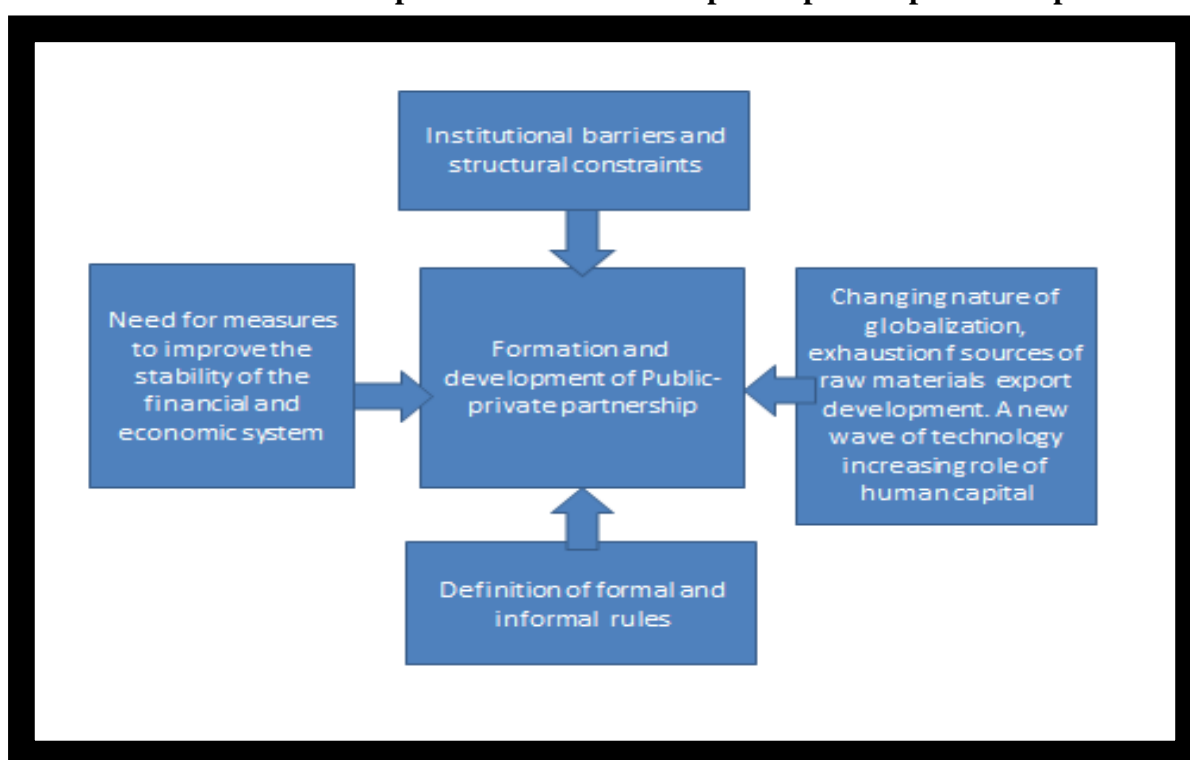 Institutional barriers and
structural constraints
Need for measures
to improve the
stability of the
financial and
economic system
Formation and
development of Public-
private partnership
Changing nature of
globalization,
exhaustion f sources of
raw materials export
development. A new
wave of technology
increasing role of
human capital
Definition of formal and
informal rules